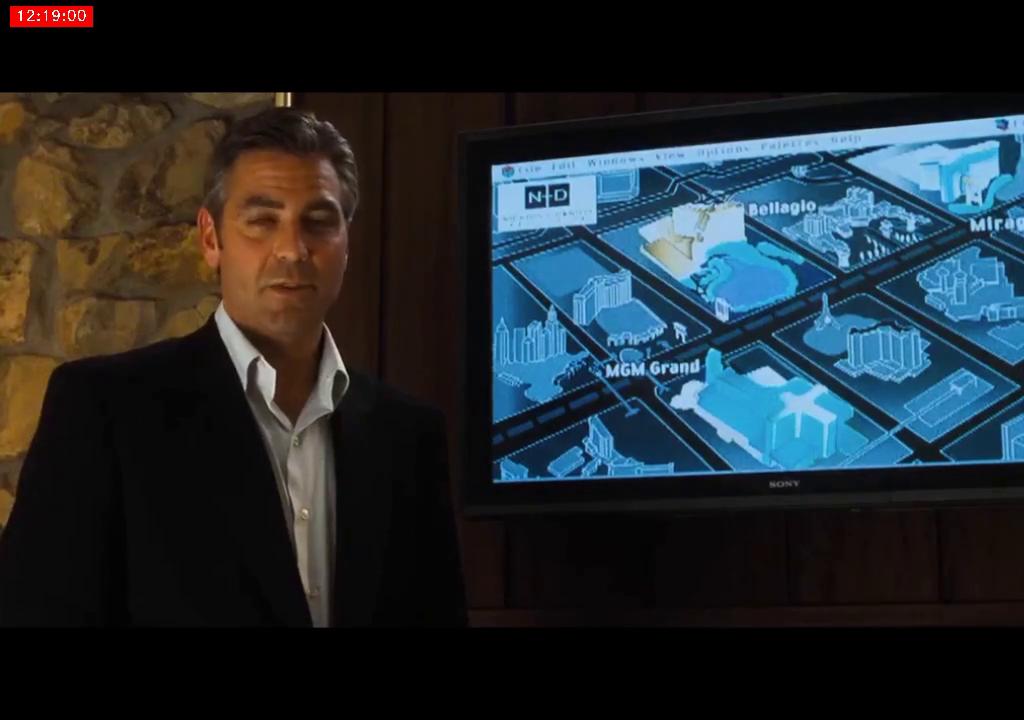 12:19:00
File Edit Windows View Options Palettes Help
N+D
Bellagio
Mirag
MGM Grand
SONY